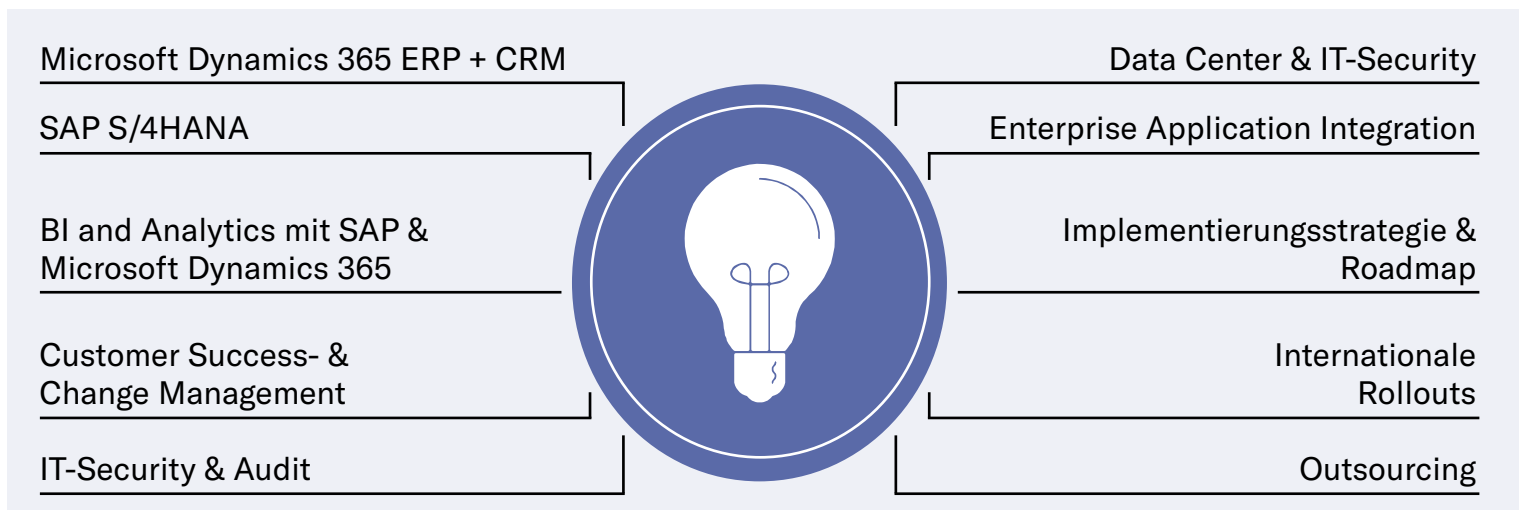 Microsoft Dynamics 365 ERP + CRM
SAP S/4HANA
BI and Analytics mit SAP &
Microsoft Dynamics 365
Customer Success- &
Change Management
IT-Security & Audit
Data Center & IT-Security
Enterprise Application Integration
Implementierungsstrategie &
Roadmap
Internationale
Rollouts
Outsourcing